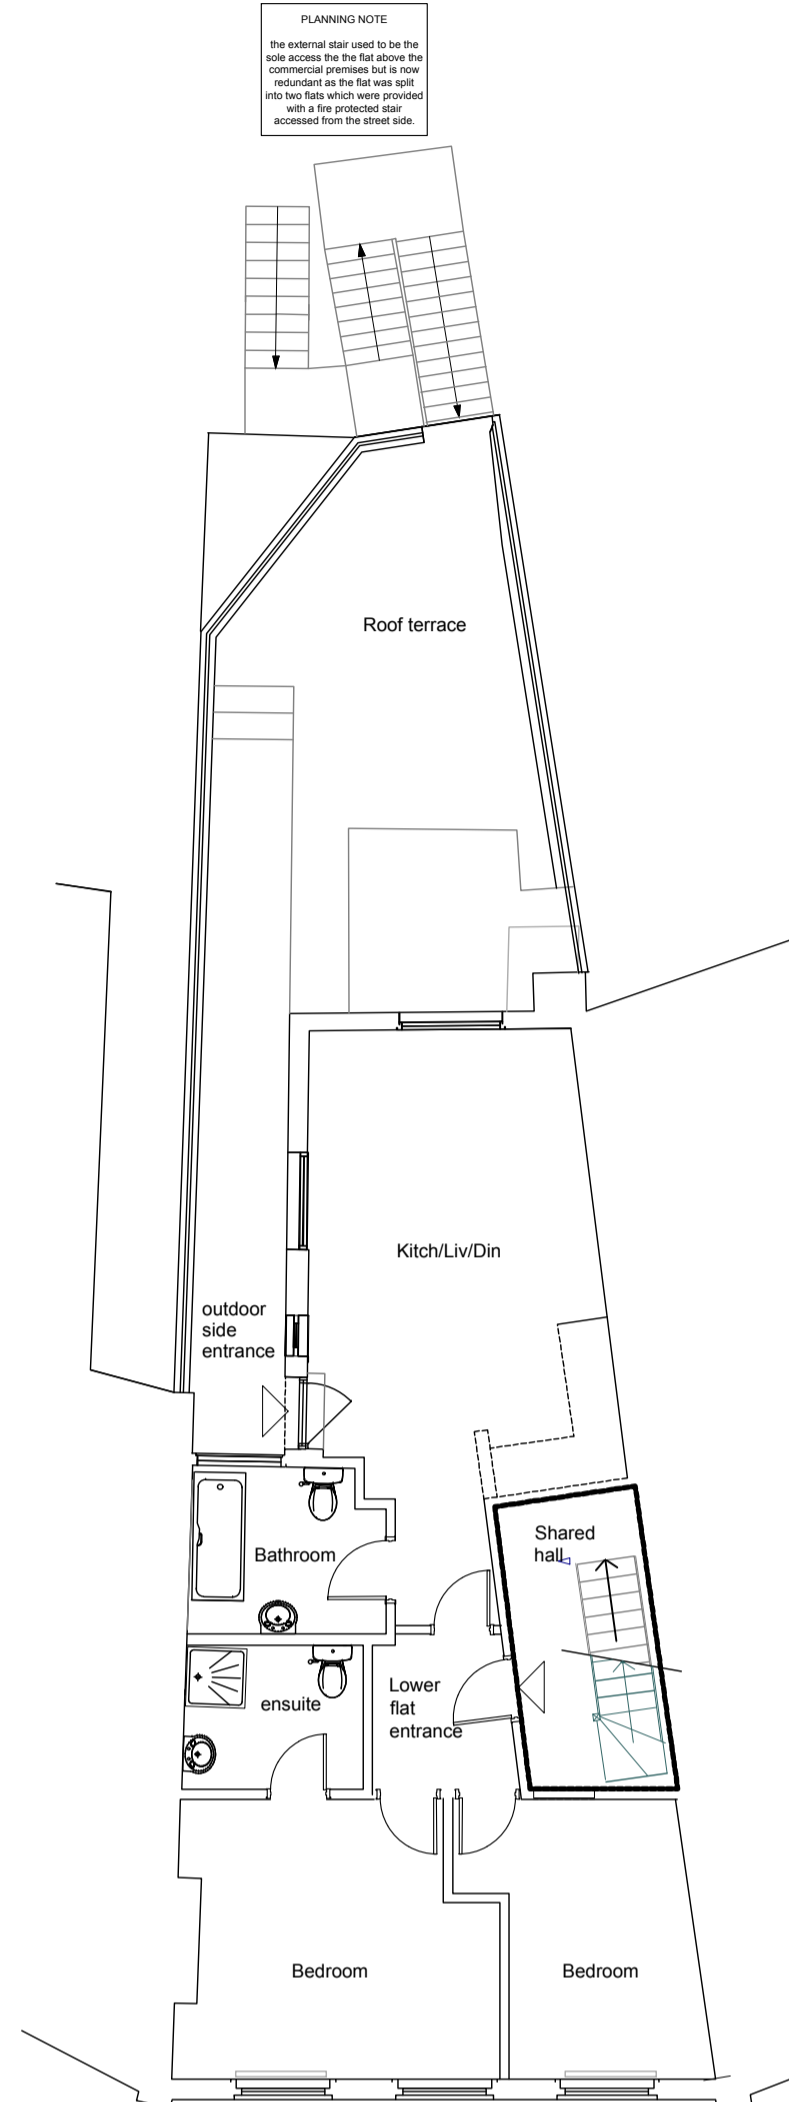 PLANNING NOTE
the external stair used to be the
sole access the the flat above the
commercial premises but is now
redundant as the flat was split
into two flats which were provided
with a fire protected stair
accessed from the street side.
Roof terrace
Kitch/Liv/Din
outdoor
side
entrance
Shared
hall
Bathroom
Lower
flat
entrance
ensuite
Bedroom
Bedroom